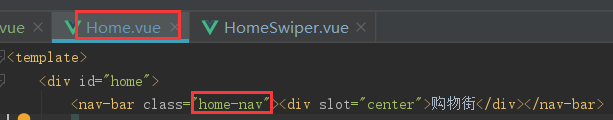 vue Home.vue HomeSwiper.vue
<template>
<div id="home">
<nav-bar class="home-nav"><div slot="center">购物街</div></nav-bar>